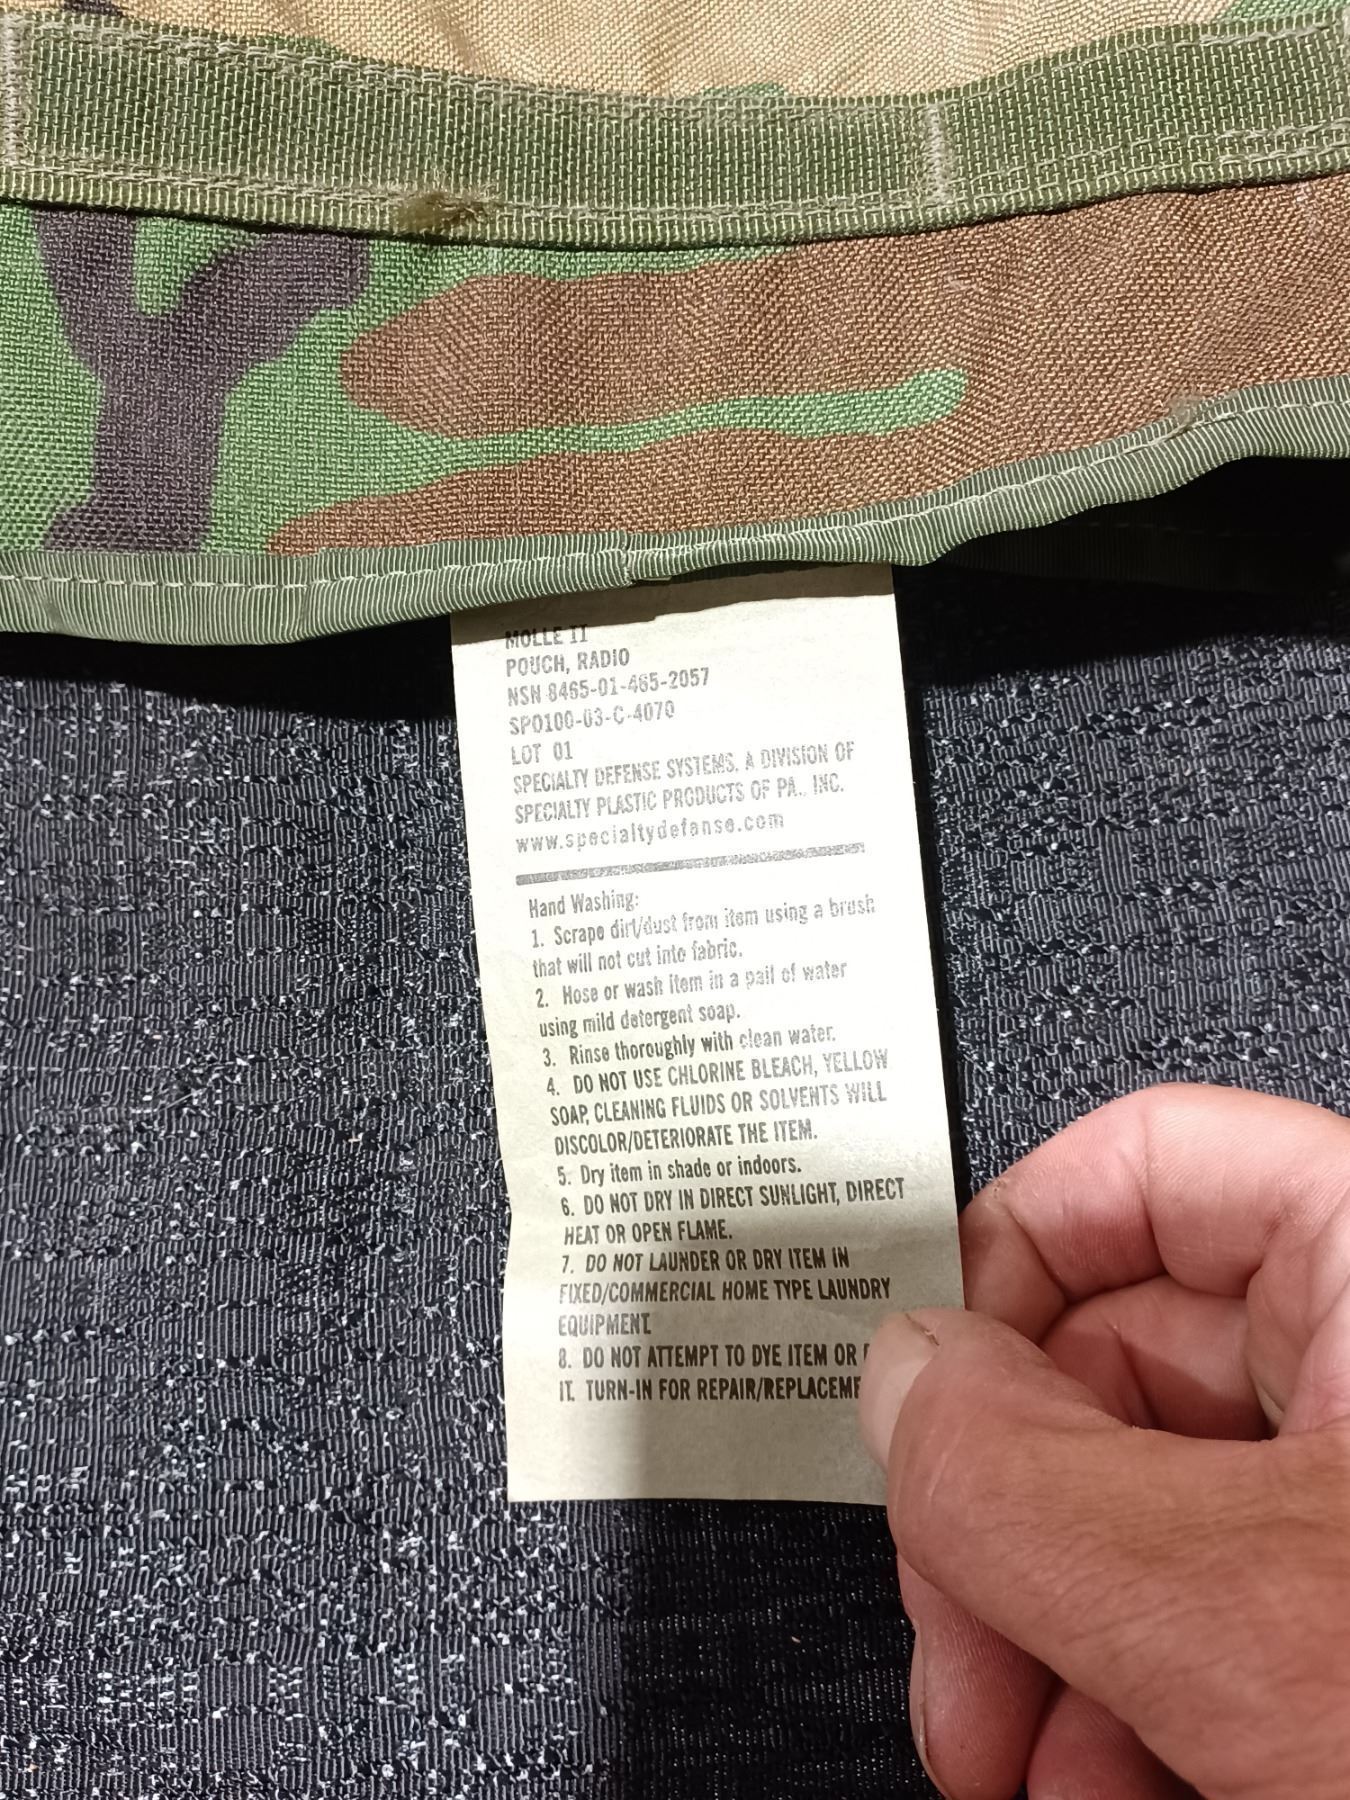 MOLLE II
POUCH, RADIO
NSN 8465-01-465-2057
SPO100-03-C-4070
LOT 01
SPECIALTY DEFENSE SYSTEMS, A DIVISION OF
SPECIALTY PLASTIC PRODUCTS OF PA., INC.
www.specialtydefense.com
Hand Washing:
1. Scrape dirt/dust from item using a brush
that will not cut into fabric.
2. Hose or wash item in a pail of water
using mild detergent soap.
3. Rinse thoroughly with clean water.
4. DO NOT USE CHLORINE BLEACH, YELLOW
SOAP, CLEANING FLUIDS OR SOLVENTS WILL
DISCOLOR/DETERIORATE THE ITEM.
5. Dry item in shade or indoors.
6. DO NOT DRY IN DIRECT SUNLIGHT, DIRECT
HEAT OR OPEN FLAME.
7. DO NOT LAUNDER OR DRY ITEM IN
FIXED/COMMERCIAL HOME TYPE LAUNDRY
EQUIPMENT.
8. DO NOT ATTEMPT TO DYE ITEM OR
IT. TURN-IN FOR REPAIR/REPLACEME